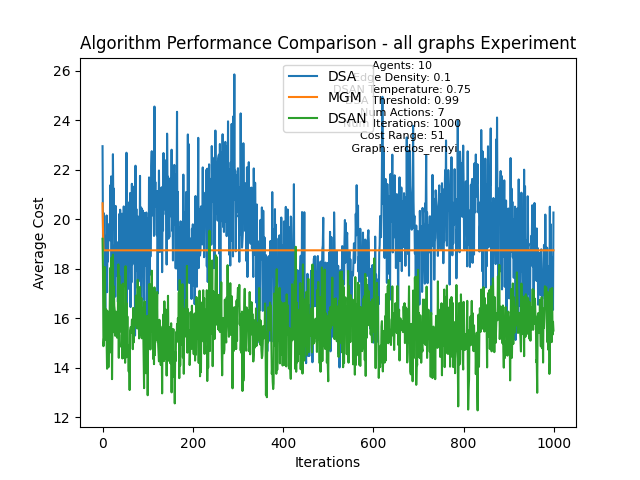 Algorithm Performance Comparison - all graphs Experiment
Agents: 10
Edge Density: 0.1
DSAN Temperature: 0.75
Threshold: 0.99
Num Actions: 7
Iterations: 1000
Cost Range: 51
Graph: erdos_renyi
DSA
MGM
DSAN
26
24
22
20
18
16
14
12
Average Cost
0
200
400
600
800
1000
Iterations